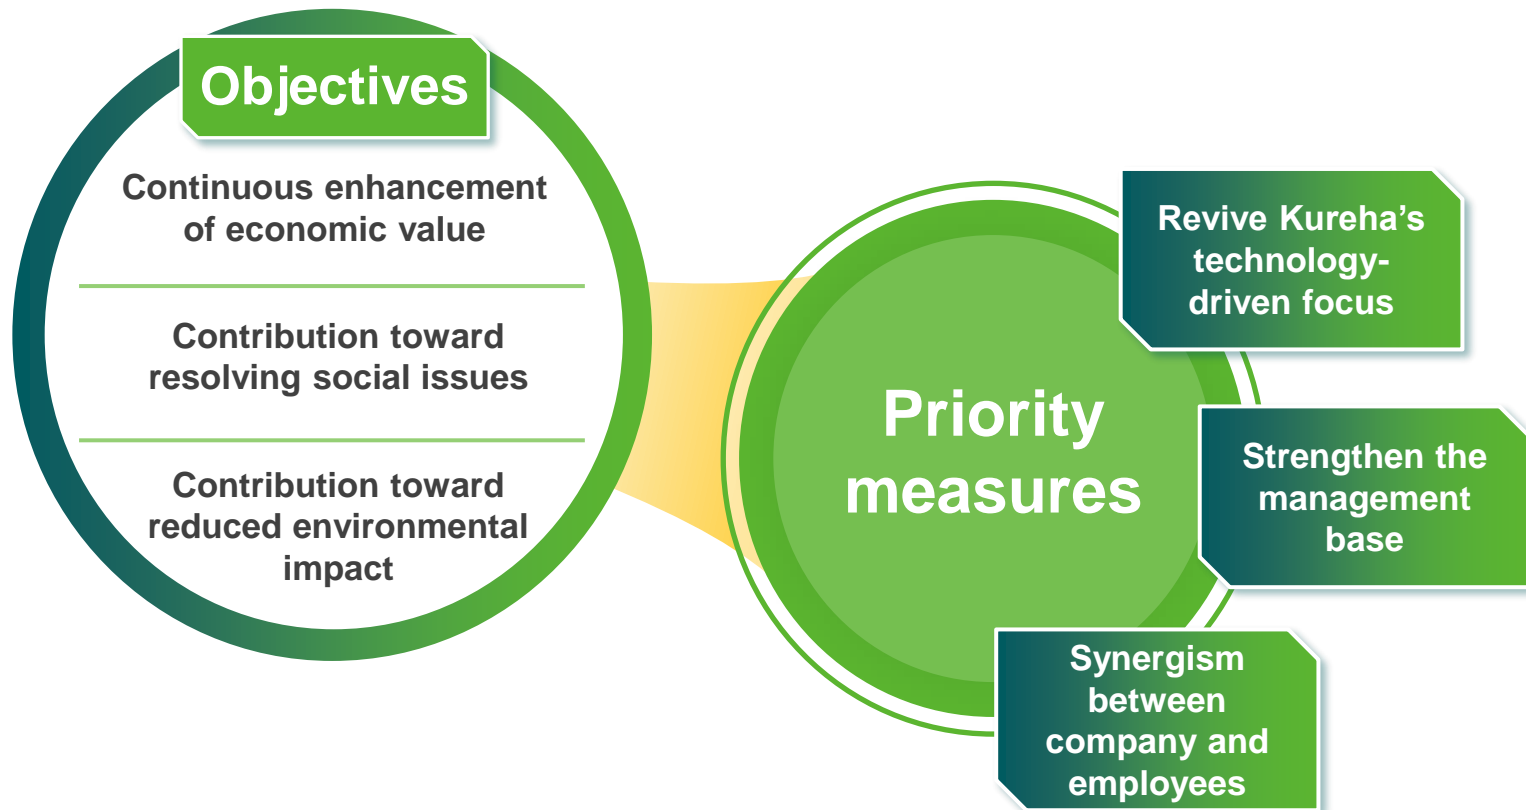 Objectives
Continuous enhancement
of economic value
Contribution toward
resolving social issues
Contribution toward
reduced environmental
impact
Priority
measures
Revive Kureha’s
technology-
driven focus
Strengthen the
management
base
Synergism
between
company and
employees